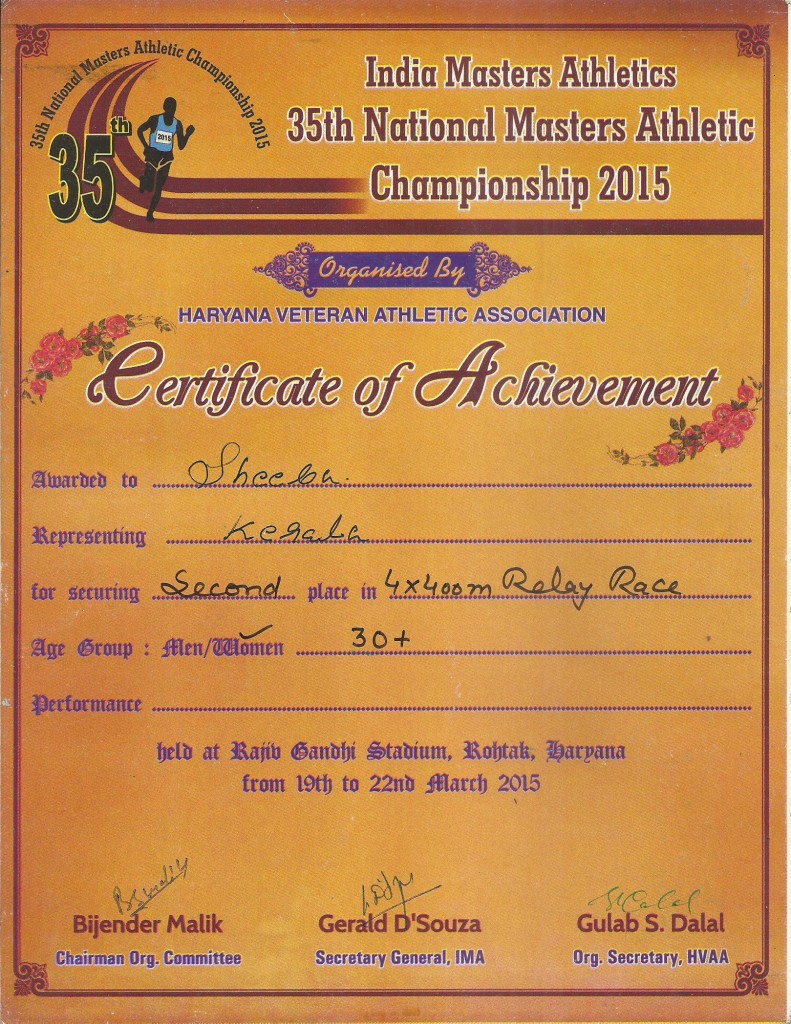 35th National Masters Athletic Championship 2015
35th
2015
India Masters Athletics
35th National Masters Athletic
Championship 2015
Organised By
HARYANA VETERAN ATHLETIC ASSOCIATION
Certificate of Achievement
Awarded to Sheeba.
Representing Kerala
for securing Second place in 4x400m Relay Race
Age Group : Men/Women 30+
Performance
held at Rajiv Gandhi Stadium, Rohtak, Haryana
from 19th to 22nd March 2015
Bijender Malik Gerald D'Souza Gulab S. Dalal
Chairman Org. Committee Secretary General, IMA Org. Secretary, HVAA